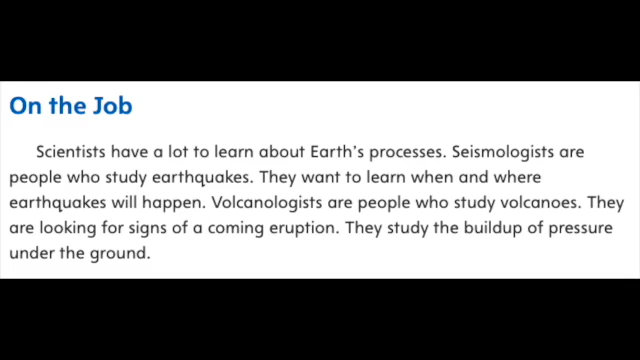 On the Job
Scientists have a lot to learn about Earth's processes. Seismologists are
people who study earthquakes. They want to learn when and where
earthquakes will happen. Volcanologists are people who study volcanoes. They
are looking for signs of a coming eruption. They study the buildup of pressure
under the ground.